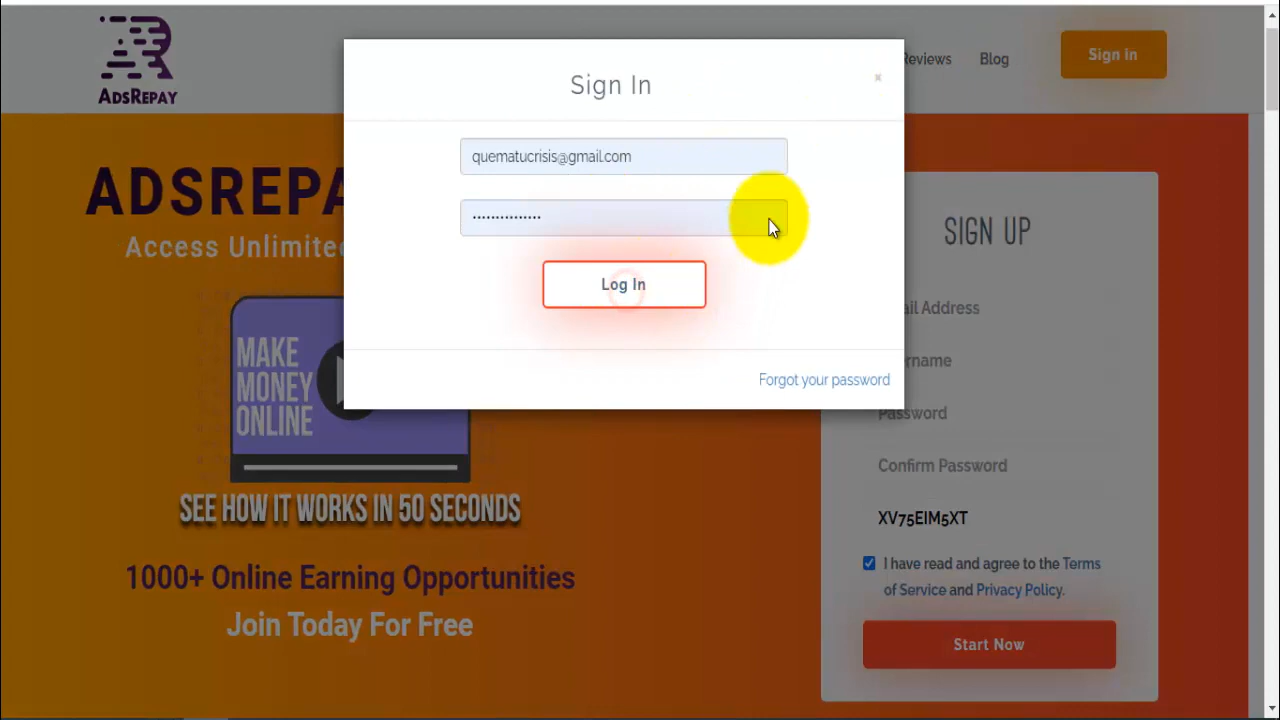 ADSREPAY
Reviews
Blog
Sign in
Sign In
×
quematucrisis@gmail.com
•••••••••••••••
Log In
Forgot your password
ADSREPA
Access Unlimited
MAKE
MONEY
ONLINE
SEE HOW IT WORKS IN 50 SECONDS
1000+ Online Earning Opportunities
Join Today For Free
SIGN UP
ail Address
rname
Password
Confirm Password
XV75EIM5XT
I have read and agree to the Terms
of Service and Privacy Policy.
Start Now